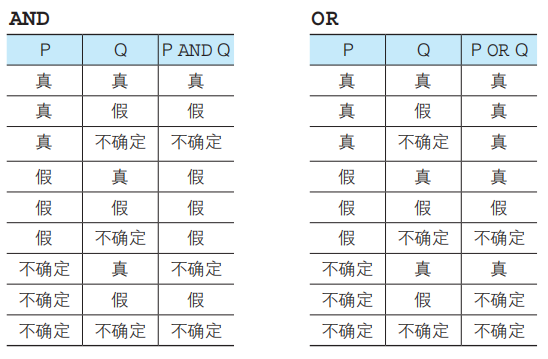 AND
P Q P AND Q
真 真 真
真 假 假
真 不确定 不确定
假 真 假
假 假 假
假 不确定 假
不确定 真 不确定
不确定 假 假
不确定 不确定 不确定
OR
P Q P OR Q
真 真 真
真 假 真
真 不确定 真
假 真 真
假 假 假
假 不确定 不确定
不确定 真 真
不确定 假 不确定
不确定 不确定 不确定